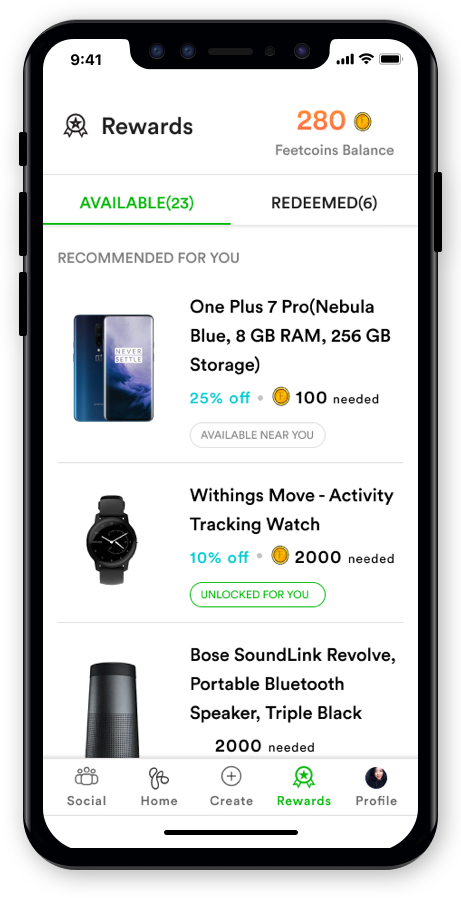 9:41
Rewards
280
Feetcoins Balance
AVAILABLE(23)
REDEEMED(6)
RECOMMENDED FOR YOU
One Plus 7 Pro(Nebula
Blue, 8 GB RAM, 256 GB
Storage)
NEVER
SETTLE
25% off • 100 needed
AVAILABLE NEAR YOU
Withings Move - Activity
Tracking Watch
10% off • 2000 needed
UNLOCKED FOR YOU
Bose SoundLink Revolve,
Portable Bluetooth
Speaker, Triple Black
2000 needed
Social
Home
Create
Rewards
Profile